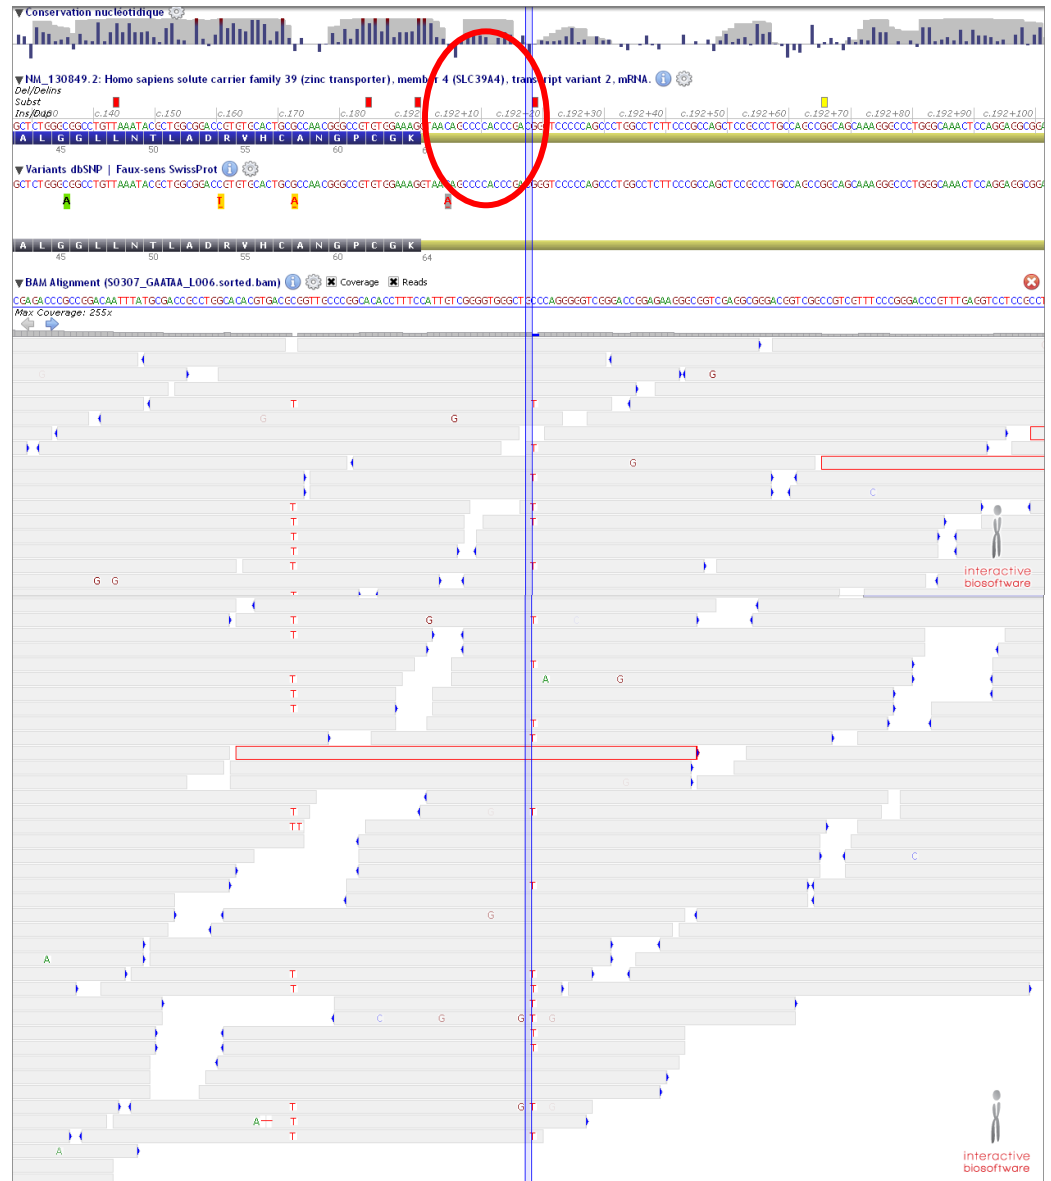 Conservation nucléotidique
NM_130849.2: Homo sapiens solute carrier family 39 (zinc transporter), member 4 (SLC39A4), transcript variant 2, mRNA.
Del/Delins
Subst
Ins/Dup
c.150 c.160 c.170 c.180 c.192+10 c.192+20 c.192+30 c.192+40 c.192+50 c.192+60 c.192+70 c.192+80 c.192+90 c.192+100
GCTCTGGGCGGCCTGTTAAATACGCTGGCGGACCGTGTGCACTGCGCCAACGGGCCGTGTGGAAAGGTAACAGCCCCACCCGACGGGTCCCCCAGCCCTGGCCTCTTCCCGCCAGCTCCGCCCTGCCAGCCGGCAGCAAAGGGCCCTGGGCAAACTCCAGGAGGCGGA
A L G G L L N T L A D R V H C A N G P C G K
45 50 55 60
Variants dbSNP | Faux-sens SwissProt
GCTCTGGGCGGCCTGTTAAATACGCTGGCGGACCGTGTGCACTGCGCCAACGGGCCGTGTGGAAAGGTAACAGCCCCACCCGACGGGTCCCCCAGCCCTGGCCTCTTCCCGCCAGCTCCGCCCTGCCAGCCGGCAGCAAAGGGCCCTGGGCAAACTCCAGGAGGCGGA
A T A A
A L G G L L N T L A D R V H C A N G P C G K
45 50 55 60 64
BAM Alignment (S0307_GAATAA_L006.sorted.bam) Coverage Reads
Max Coverage: 255x
G
T T
G G
T
G
T
T C
T T
T T
T
T
T T
G G
interactive
biosoftware
T G T
T
T
T A G
T
T
T
T
T T
TT
C
T
G
A
T T
T T
T
C G G T
T
T
T G T
A T
T T
A
interactive
biosoftware